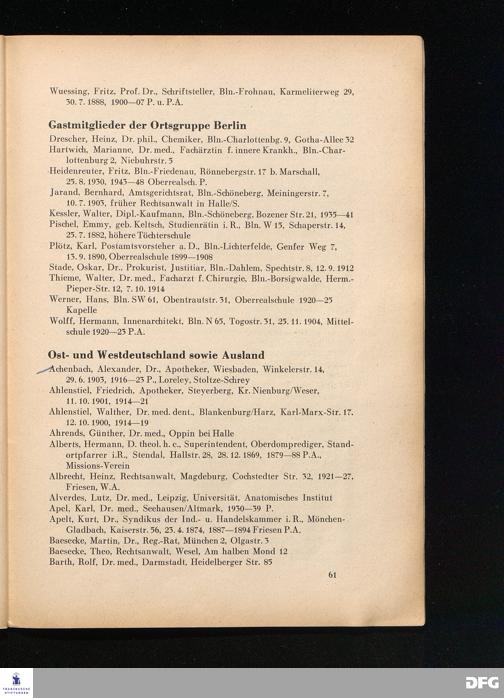 Wuessing, Fritz, Prof. Dr., Schriftsteller, Bln.-Frohnau, Karmeliterweg 29,
30. 7. 1888, 1900—07 P. u. P.A.
Gastmitglieder der Ortsgruppe Berlin
Drescher, Heinz, Dr. phil., Chemiker, Bln.-Charlottenbg. 9, Gotha-Allee 32
Hartwich, Marianne, Dr. med., Fachärztin f. innere Krankh., Bln.-Char-
lottenburg 2, Niebuhrstr. 3
Heidenreuter, Fritz, Bln.-Friedenau, Rönnebergstr. 17 b. Marschall,
25. 8. 1930, 1943—48 Oberrealsch. P.
Jarand, Bernhard, Amtsgerichtsrat, Bln.-Schöneberg, Meiningerstr. 7,
10. 7. 1903, früher Rechtsanwalt in Halle/S.
Kessler, Walter, Dipl.-Kaufmann, Bln.-Schöneberg, Bozener Str. 21, 1933—41
Pischel, Emmy, geb. Keltsch, Studienrätin i. R., Bln. W 15, Schaperstr. 14,
23. 7. 1882, höhere Töchterschule
Plötz, Karl, Postamtsvorsteher a. D., Bln.-Lichterfelde, Genfer Weg 7,
13. 9. 1890, Oberrealschule 1899—1908
Stade, Oskar, Dr., Prokurist, Justitiar, Bln.-Dahlem, Spechtstr. 8, 12. 9. 1912
Thieme, Walter, Dr. med., Facharzt f. Chirurgie, Bln.-Borsigwalde, Herm.-
Pieper-Str. 12, 7. 10. 1914
Werner, Hans, Bln. SW 61, Obentrautstr. 31, Oberrealschule 1920—23
Kapelle
Wolff, Hermann, Innenarchitekt, Bln. N 65, Togostr. 31, 25. 11. 1904, Mittel-
schule 1920—23 P.A.
Ost- und Westdeutschland sowie Ausland
Achenbach, Alexander, Dr., Apotheker, Wiesbaden, Winkelerstr. 14,
29. 6. 1903, 1916—23 P., Loreley, Stoltze-Schrey
Ahlenstiel, Friedrich, Apotheker, Steyerberg, Kr. Nienburg/Weser,
11. 10. 1901, 1914—21
Ahlenstiel, Walther, Dr. med. dent., Blankenburg/Harz, Karl-Marx-Str. 17,
12. 10. 1900, 1914—19
Ahrends, Günther, Dr. med., Oppin bei Halle
Alberts, Hermann, D. theol. h. c., Superintendent, Oberdomprediger, Stand-
ortpfarrer i.R., Stendal, Hallstr. 28, 28. 12. 1869, 1879—88 P.A.,
Missions-Verein
Albrecht, Heinz, Rechtsanwalt, Magdeburg, Cochstedter Str. 32, 1921—27,
Friesen, W.A.
Alverdes, Lutz, Dr. med., Leipzig, Universität, Anatomisches Institut
Apel, Karl, Dr. med., Seehausen/Altmark, 1930—39 P.
Apelt, Kurt, Dr., Syndikus der Ind.- u. Handelskammer i. R., Mönchen-
Gladbach, Kaiserstr. 36, 23. 4. 1874, 1887—1894 Friesen P.A.
Baesecke, Martin, Dr., Reg.-Rat, München 2, Olgastr. 3
Baesecke, Theo, Rechtsanwalt, Wesel, Am halben Mond 12
Barth, Rolf, Dr. med., Darmstadt, Heidelberger Str. 85
61
FRANCKESCHE
STIFTUNGEN
DFG